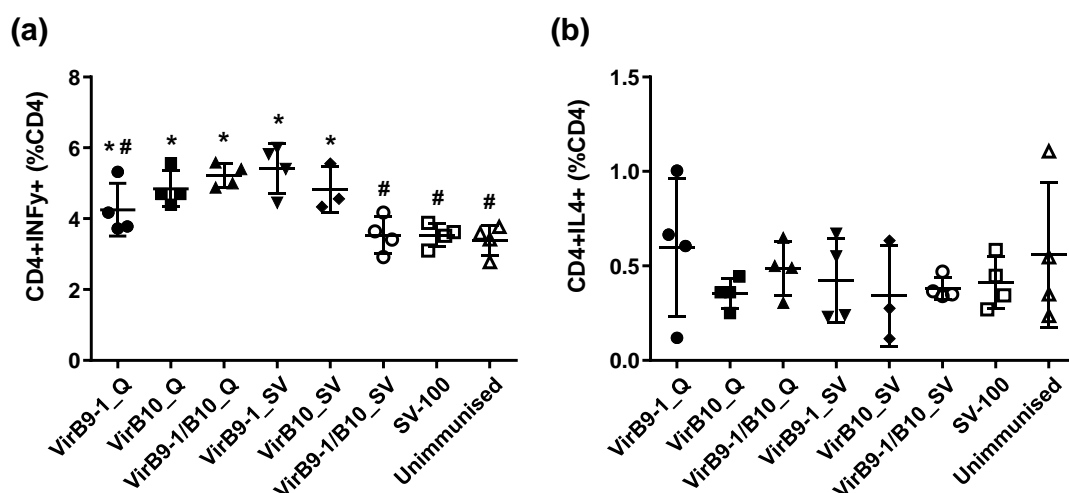 (a)
(b)
CD4+INFy+ (%CD4)
8
6
4
2
0
* #
*
*
*
*
#
#
#
VirB9-1_Q
VirB10_Q
VirB9-1/B10_Q
VirB9-1_SV
VirB10_SV
VirB9-1/B10_SV
SV-100
Unimmunised
CD4+IL4+ (%CD4)
1.5
1.0
0.5
0.0
VirB9-1_Q
VirB10_Q
VirB9-1/B10_Q
VirB9-1_SV
VirB10_SV
VirB9-1/B10_SV
SV-100
Unimmunised